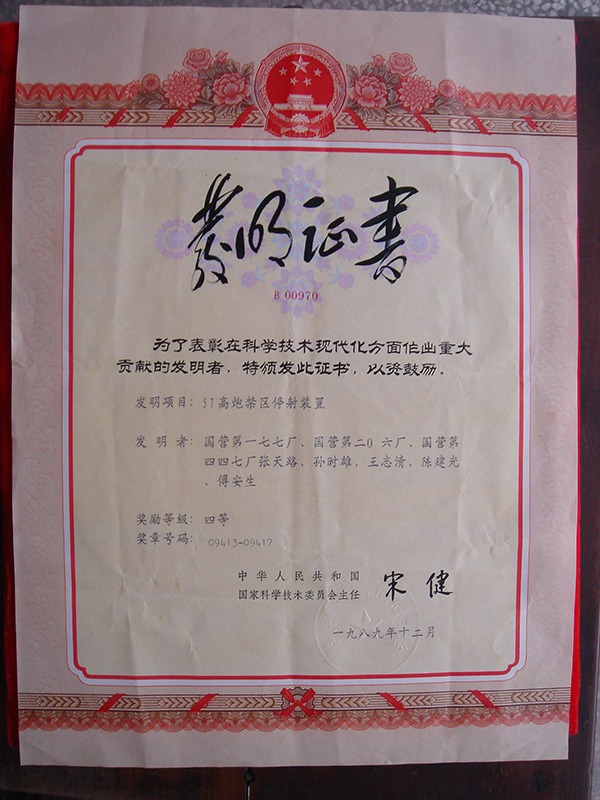 发明证书
B 00970
为了表彰在科学技术现代化方面作出重大
贡献的发明者，特颁发此证书，以资鼓励。
发明项目：57高炮禁区停射装置
发 明 者：国营第一七七厂、国营第二0 六厂、国营第
四四七厂张天路、孙时雄、王志清、陈建光
、傅安生
奖励等级：四等
奖章号码：09413-09417
中华人民共和国
国家科学技术委员会主任 宋健
一九八九年十二月